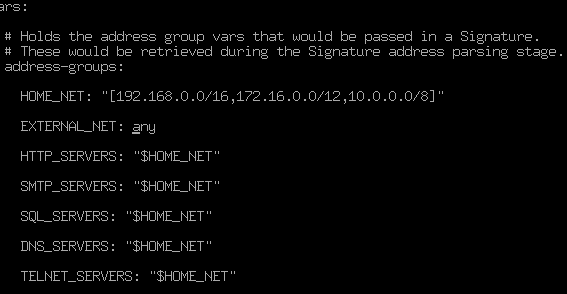 ars:
# Holds the address group vars that would be passed in a Signature.
# These would be retrieved during the Signature address parsing stage.
address-groups:
HOME_NET: "[192.168.0.0/16,172.16.0.0/12,10.0.0.0/8]"
EXTERNAL_NET: any
HTTP_SERVERS: "$HOME_NET"
SMTP_SERVERS: "$HOME_NET"
SQL_SERVERS: "$HOME_NET"
DNS_SERVERS: "$HOME_NET"
TELNET_SERVERS: "$HOME_NET"